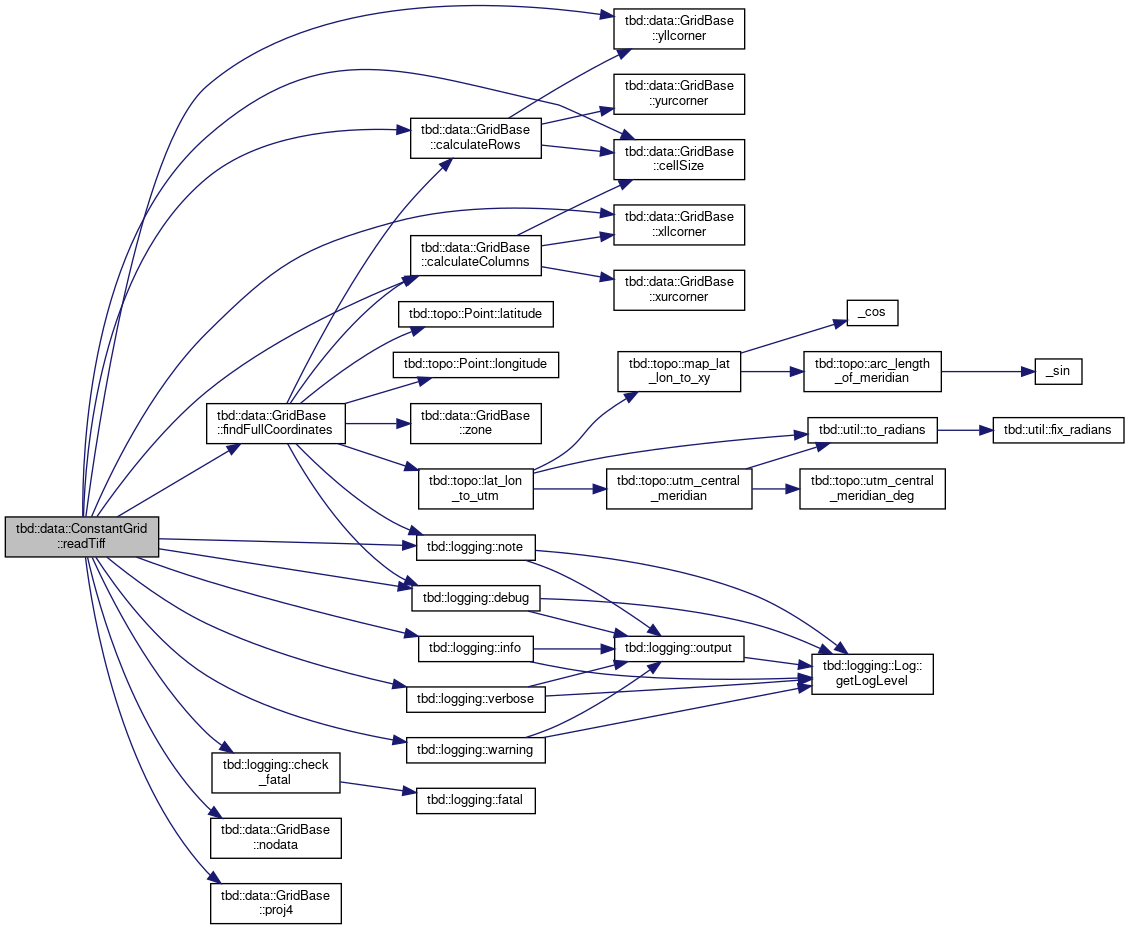 tbd::data::GridBase
::yllcorner
tbd::data::GridBase
::yurcorner
tbd::data::GridBase
::calculateRows
tbd::data::GridBase
::cellSize
tbd::data::GridBase
::xllcorner
tbd::data::GridBase
::calculateColumns
tbd::data::GridBase
::xurcorner
tbd::topo::Point::latitude
_cos
tbd::topo::Point::longitude
tbd::topo::map_lat
_lon_to_xy
tbd::topo::arc_length
_of_meridian
_sin
tbd::data::GridBase
::findFullCoordinates
tbd::data::GridBase
::zone
tbd::util::to_radians
tbd::util::fix_radians
tbd::topo::lat_lon
_to_utm
tbd::topo::utm_central
_meridian
tbd::topo::utm_central
_meridian_deg
tbd::data::ConstantGrid
::readTiff
tbd::logging::note
tbd::logging::debug
tbd::logging::info
tbd::logging::output
tbd::logging::Log::
getLogLevel
tbd::logging::verbose
tbd::logging::warning
tbd::logging::check
_fatal
tbd::logging::fatal
tbd::data::GridBase
::nodata
tbd::data::GridBase
::proj4